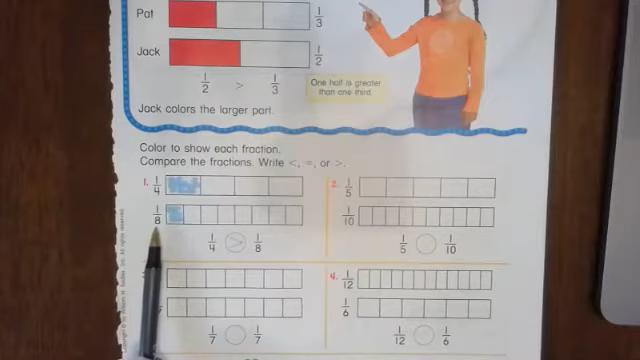 Pat
1/3
Jack
1/2
1/2 > 1/3
One half is greater
than one third.
Jack colors the larger part.
Color to show each fraction.
Compare the fractions. Write <, =, or >.
1. 1/4
1/8
1/4 > 1/8
2. 1/5
1/10
1/5 1/10
1/7 1/7
4. 1/12
1/6
1/12 1/6